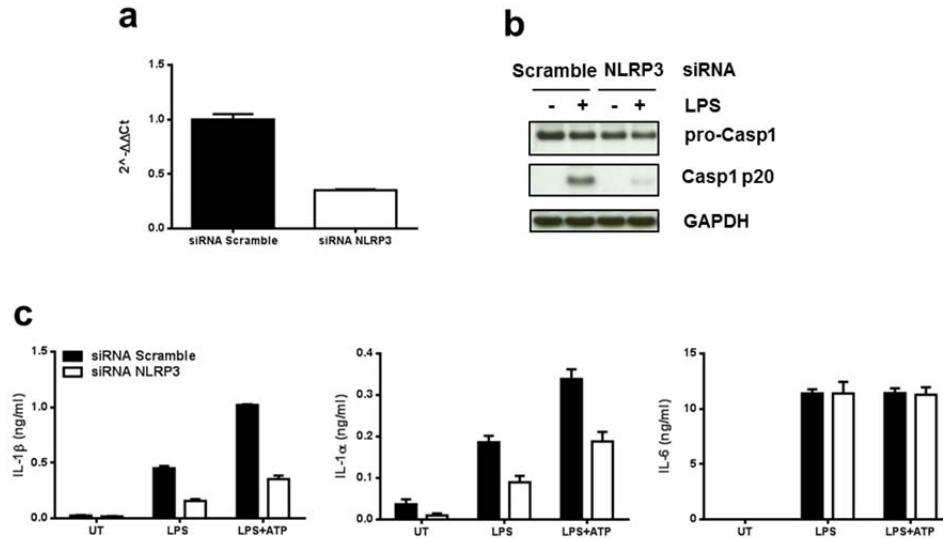 a
1.5
1.0
0.5
0.0
2^-ΔΔCt
siRNA Scramble siRNA NLRP3
b
Scramble NLRP3 siRNA
- + - + LPS
pro-Casp1
Casp1 p20
GAPDH
c
siRNA Scramble
siRNA NLRP3
1.5
1.0
0.5
0.0
IL-1β (ng/ml)
UT LPS LPS+ATP
0.4
0.3
0.2
0.1
0.0
IL-1α (ng/ml)
UT LPS LPS+ATP
15
10
5
0
IL-6 (ng/ml)
UT LPS LPS+ATP